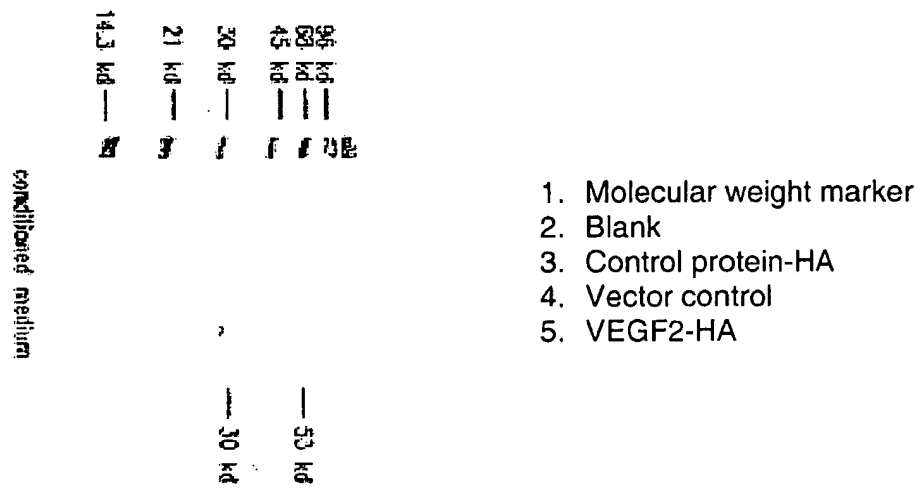 14.3 kd
21 kd
30 kd
45 kd
68 kd
96 kd
conditioned medium
30 kd
53 kd
1. Molecular weight marker
2. Blank
3. Control protein-HA
4. Vector control
5. VEGF2-HA